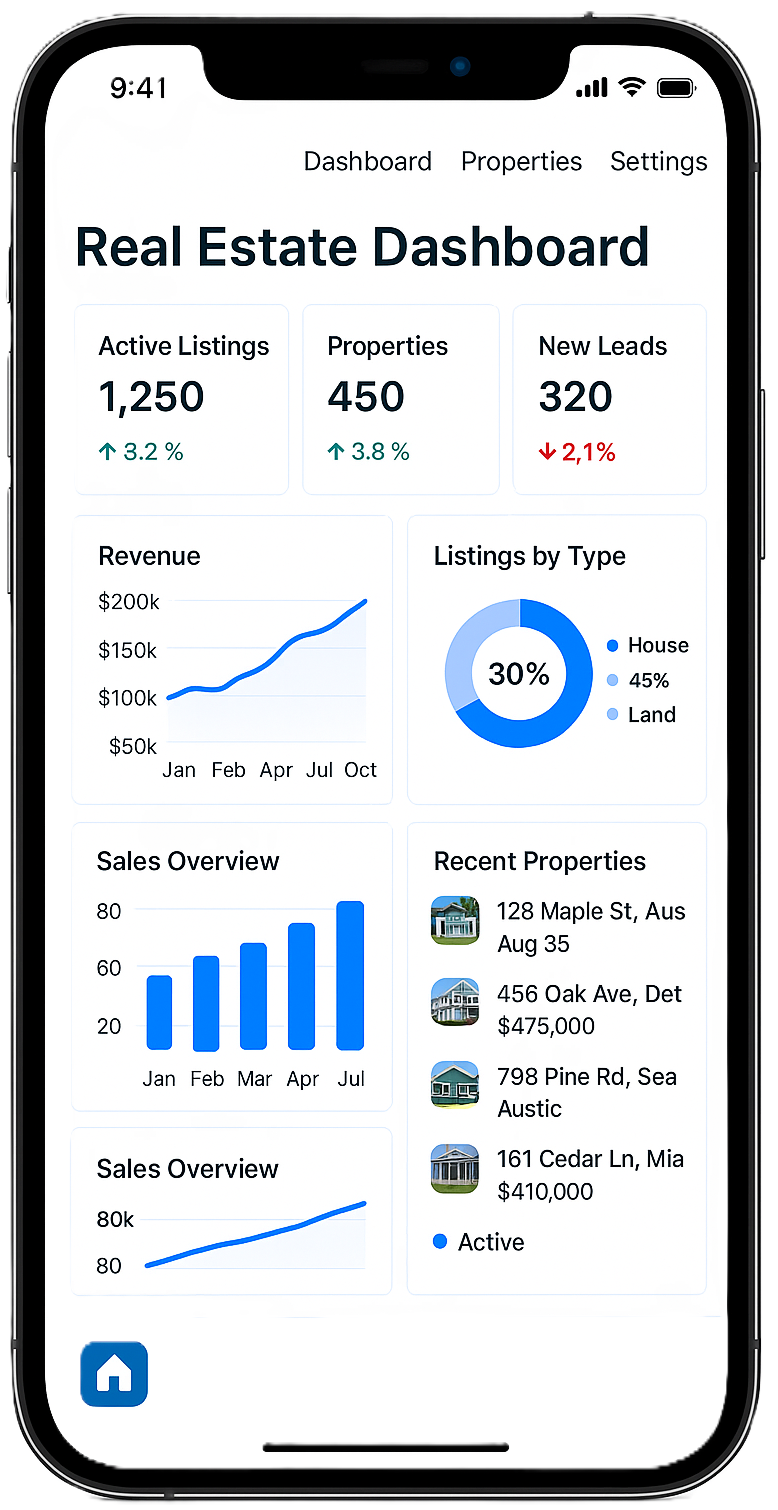 9:41
Dashboard Properties Settings
Real Estate Dashboard
Active Listings
1,250
↑ 3.2 %
Properties
450
↑ 3.8 %
New Leads
320
↓ 2,1%
Revenue
$200k
$150k
$100k
$50k
Jan Feb Apr Jul Oct
Listings by Type
30%
House
45%
Land
Sales Overview
80
60
20
Jan Feb Mar Apr Jul
Recent Properties
128 Maple St, Aus
Aug 35
456 Oak Ave, Det
$475,000
798 Pine Rd, Sea
Austic
161 Cedar Ln, Mia
$410,000
Active
Sales Overview
80k
80